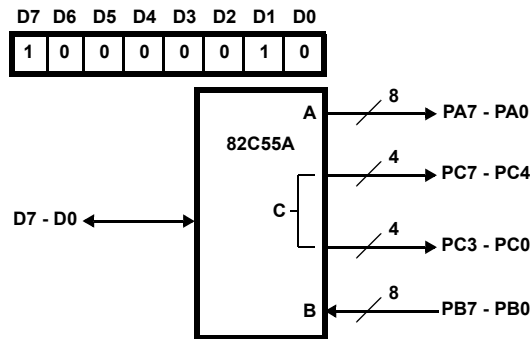 D7 D6 D5 D4 D3 D2 D1 D0
1 0 0 0 0 0 1 0
A 8 PA7 - PA0
82C55A
4 PC7 - PC4
C
D7 - D0
4 PC3 - PC0
B 8 PB7 - PB0